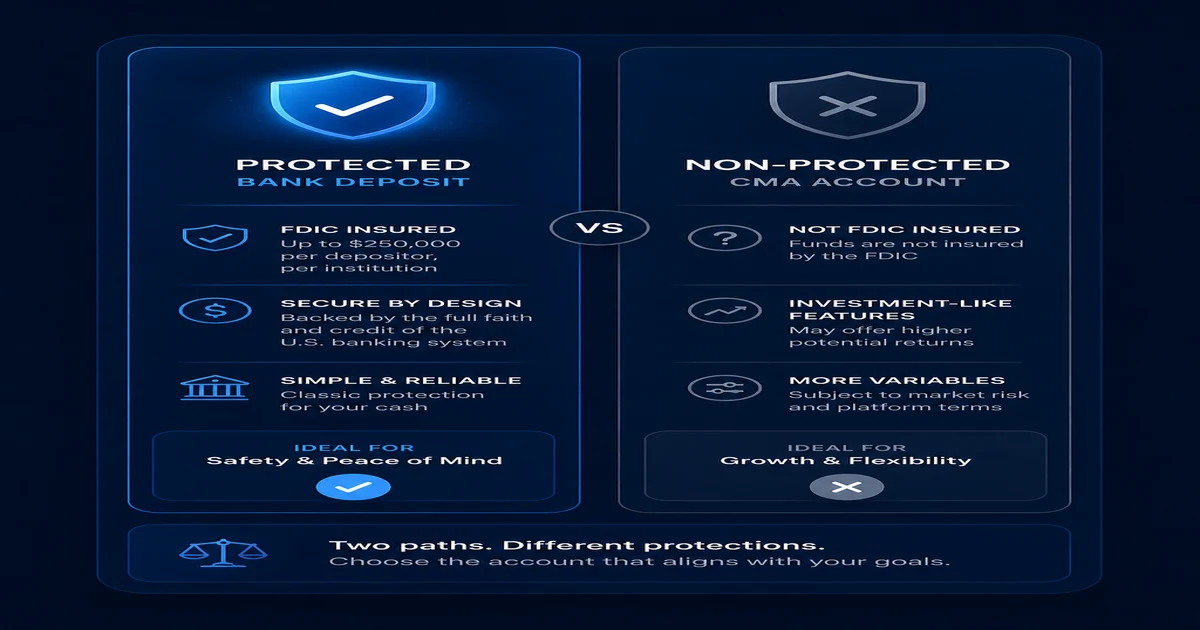 PROTECTED
BANK DEPOSIT
FDIC INSURED
Up to $250,000
per depositor,
per institution
$
SECURE BY DESIGN
Backed by the full faith
and credit of the
U.S. banking system
SIMPLE & RELIABLE
Classic protection
for your cash
IDEAL FOR
Safety & Peace of Mind
VS
NON-PROTECTED
CMA ACCOUNT
?
NOT FDIC INSURED
Funds are not insured
by the FDIC
INVESTMENT-LIKE
FEATURES
May offer higher
potential returns
MORE VARIABLES
Subject to market risk
and platform terms
IDEAL FOR
Growth & Flexibility
Two paths. Different protections.
Choose the account that aligns with your goals.